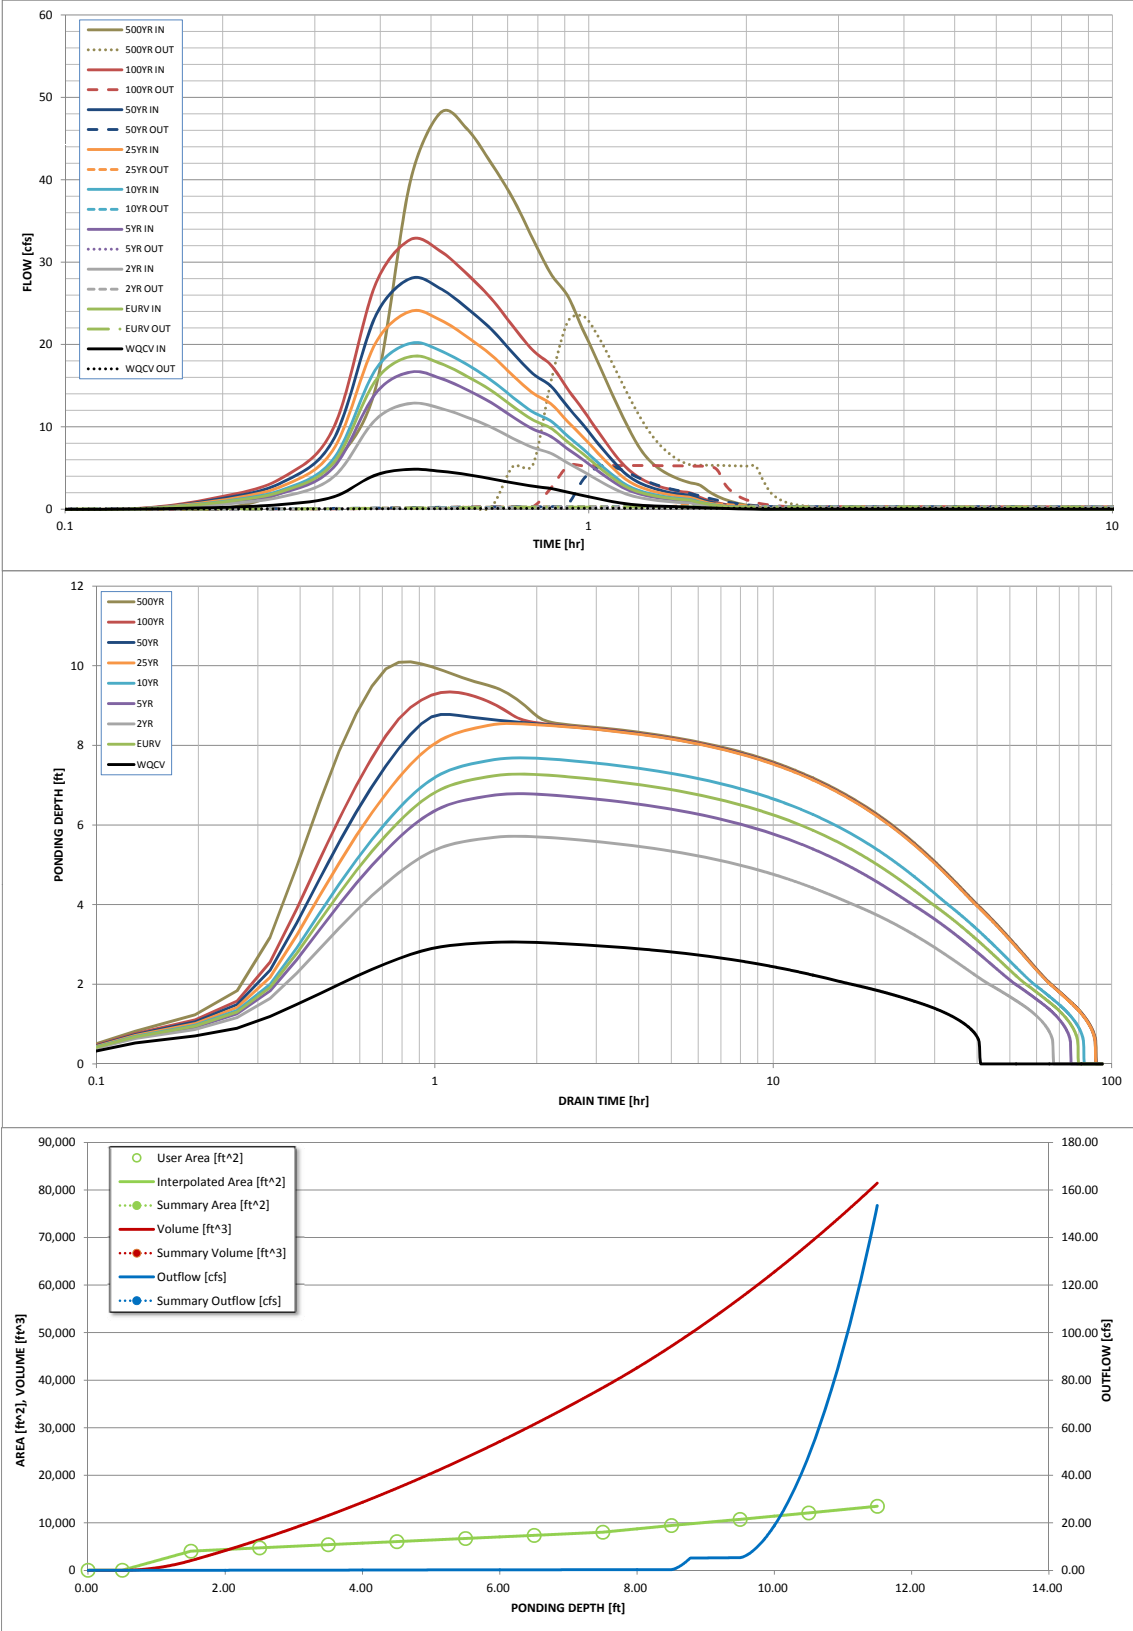 60
50
40
30
20
10
0
FLOW [cfs]
500YR IN
500YR OUT
100YR IN
100YR OUT
50YR IN
50YR OUT
25YR IN
25YR OUT
10YR IN
10YR OUT
5YR IN
5YR OUT
2YR IN
2YR OUT
EURV IN
EURV OUT
WQCV IN
WQCV OUT
0.1
1
10
TIME [hr]
12
10
8
6
4
2
0
PONDING DEPTH [ft]
500YR
100YR
50YR
25YR
10YR
5YR
2YR
EURV
WQCV
0.1
1
10
100
DRAIN TIME [hr]
90,000
80,000
70,000
60,000
50,000
40,000
30,000
20,000
10,000
0
AREA [ft^2], VOLUME [ft^3]
User Area [ft^2]
Interpolated Area [ft^2]
Summary Area [ft^2]
Volume [ft^3]
Summary Volume [ft^3]
Outflow [cfs]
Summary Outflow [cfs]
180.00
160.00
140.00
120.00
100.00
80.00
60.00
40.00
20.00
0.00
OUTFLOW [cfs]
0.00
2.00
4.00
6.00
8.00
10.00
12.00
14.00
PONDING DEPTH [ft]